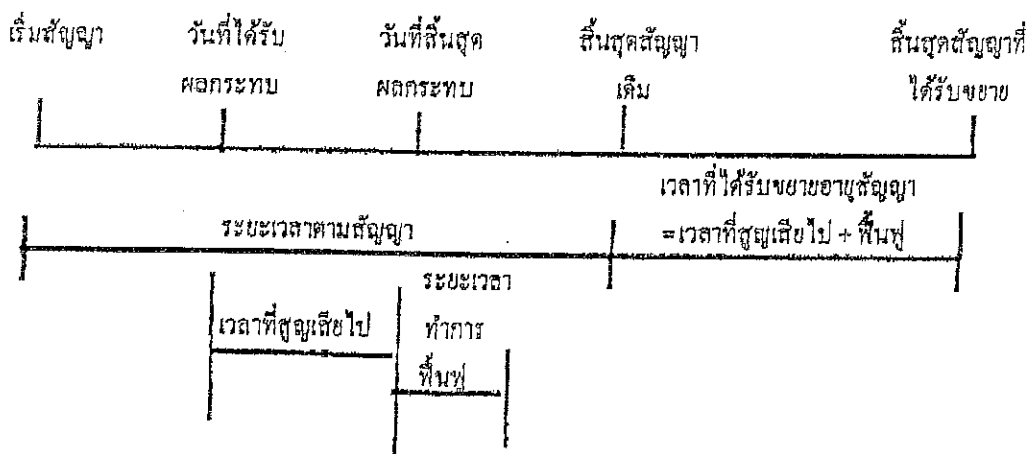 เริ่มสัญญา วันที่ได้รับ วันที่สิ้นสุด สิ้นสุดสัญญา สิ้นสุดสัญญาที่
ผลกระทบ ผลกระทบ เดิม ได้รับขยาย
เวลาที่ได้รับขยายอายุสัญญา
ระยะเวลาตามสัญญา =เวลาที่สูญเสียไป + ฟื้นฟู
ระยะเวลา
เวลาที่สูญเสียไป ทำการ
ฟื้นฟู